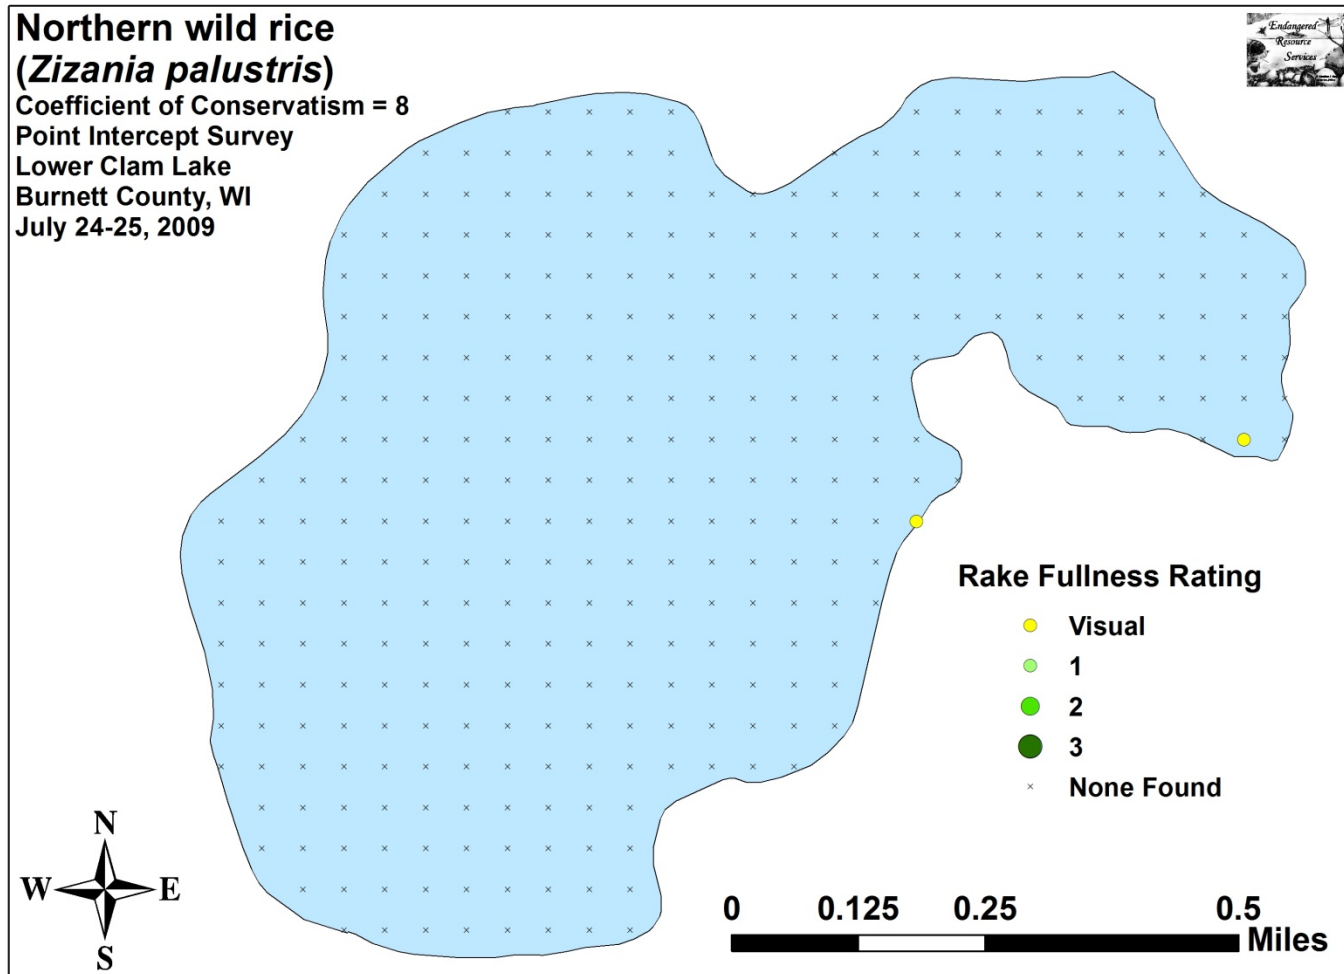 Northern wild rice
(Zizania palustris)
Coefficient of Conservatism = 8
Point Intercept Survey
Lower Clam Lake
Burnett County, WI
July 24-25, 2009
Endangered
Resource
Services
Rake Fullness Rating
Visual
1
2
3
None Found
N
W E
S
0 0.125 0.25 0.5
Miles